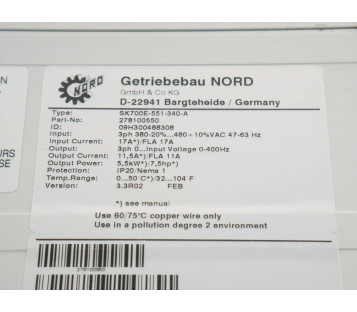 NORD
Getriebebau NORD
GmbH & Co KG
D-22941 Bargteheide / Germany
Type: SK700E-551-340-A
Part-No: 278100550
ID: 09H300488308
Input: 3ph 380-20%...480+10%VAC 47-63 Hz
Input Current: 17A*)/FLA 17A
Output: 3ph 0...Input Voltage 0-400Hz
Output Current: 11,5A*)/FLA 11A
Output Power: 5,5kW*)/7,5hp*)
Protection: IP20/Nema 1
Temp.Range: 0...50 C*)/32...104 F
Version: 3.3R02 FEB
*) see manual
Use 60/75°C copper wire only
Use in a pollution degree 2 environment
N
OURS
SE